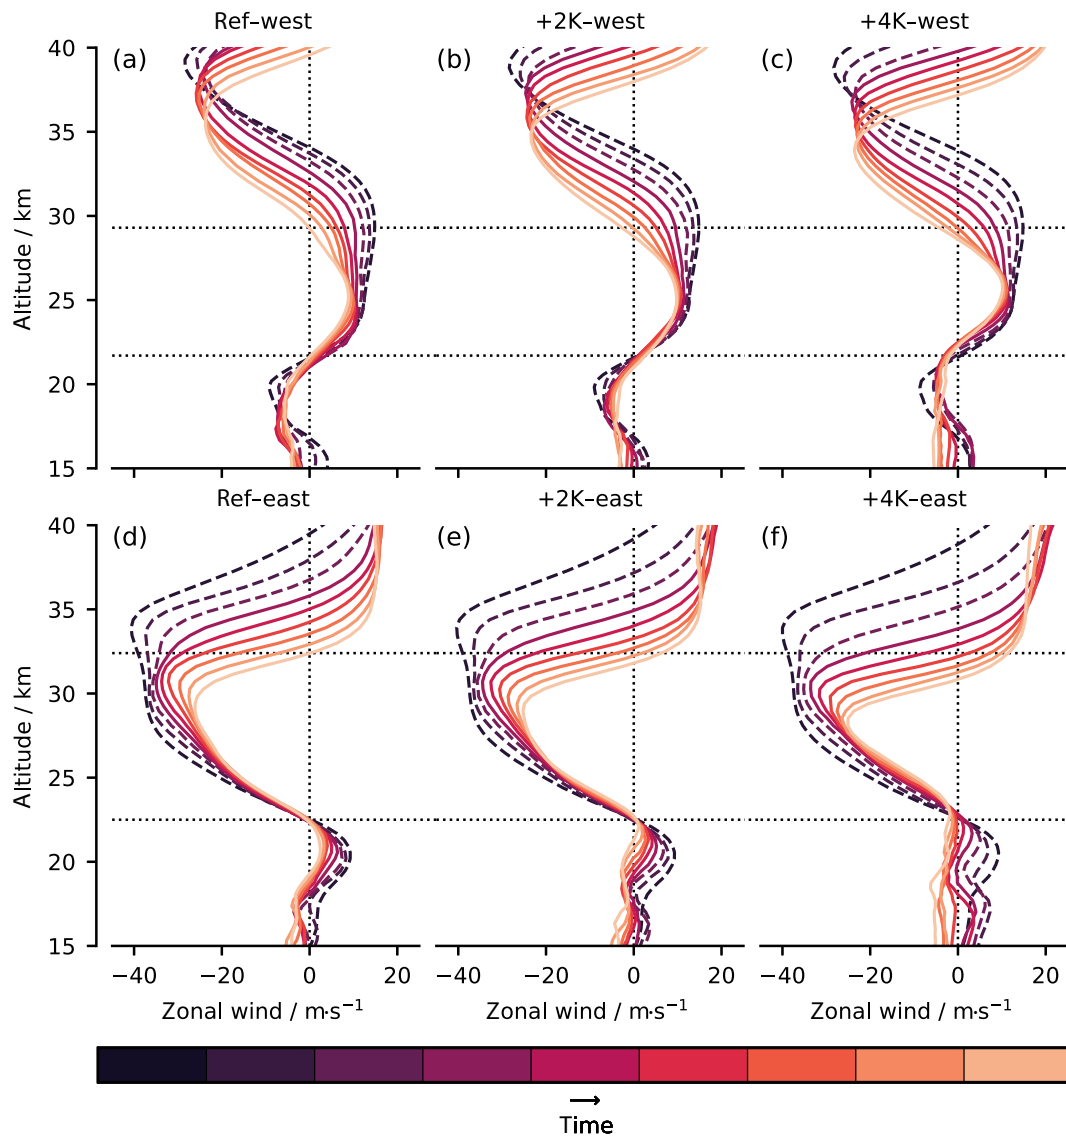 Ref–west +2K–west +4K–west
40 (a) (b) (c)
35
30
25
20
15
Altitude / km
Ref–east +2K–east +4K–east
40 (d) (e) (f)
35
30
25
20
15
Altitude / km
−40 −20 0 20 −40 −20 0 20 −40 −20 0 20
Zonal wind / m·s⁻¹ Zonal wind / m·s⁻¹ Zonal wind / m·s⁻¹
→
Time